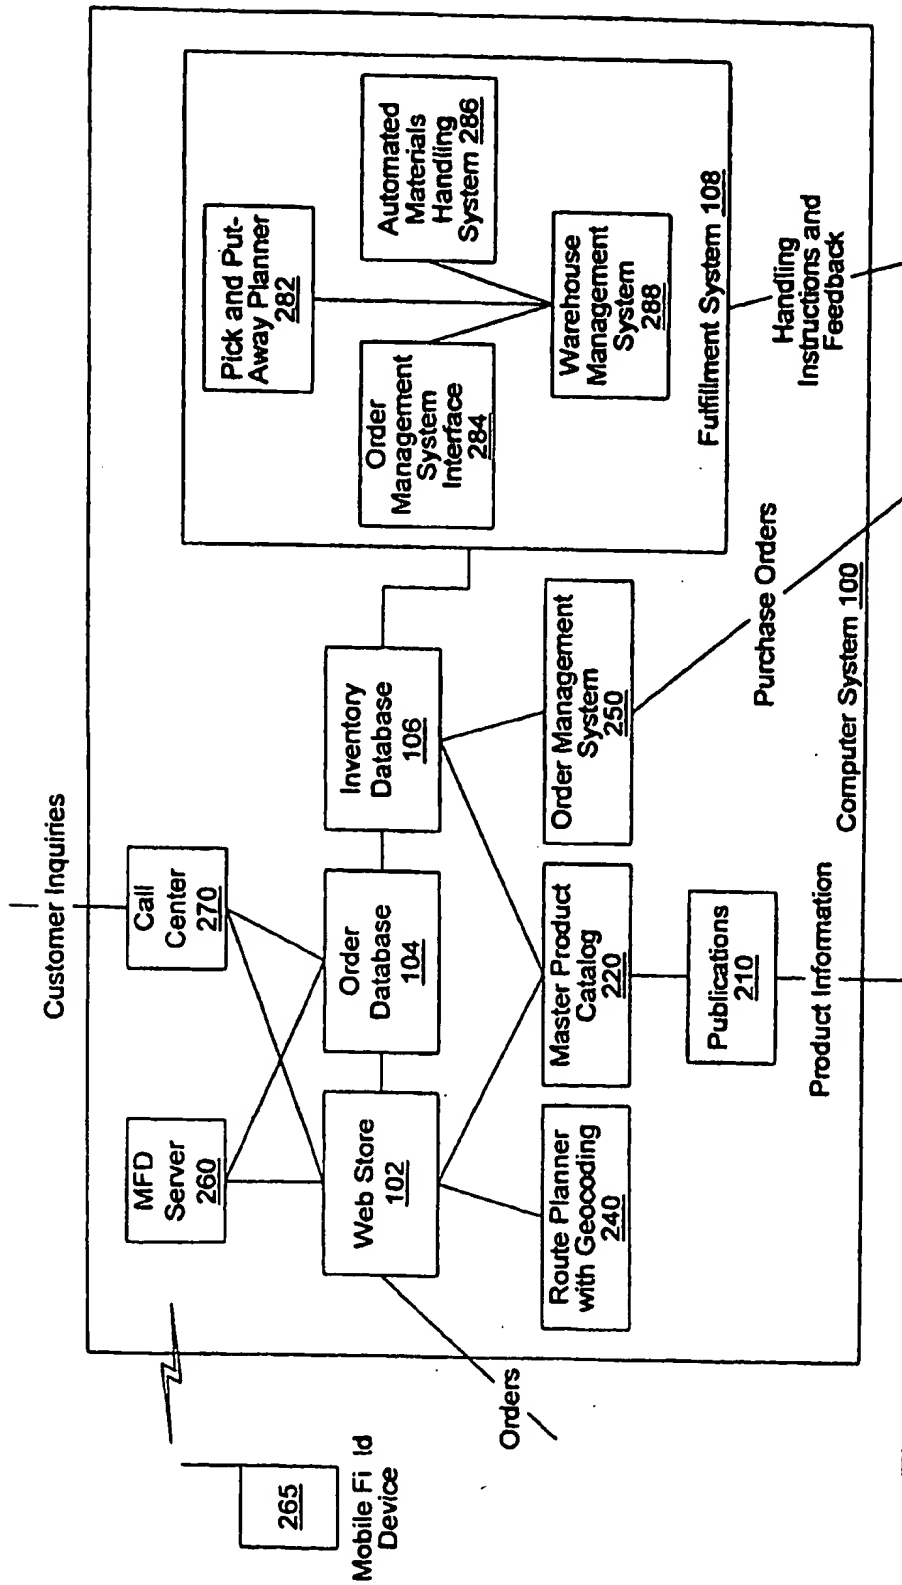 Customer Inquiries
265
Mobile Fi ld
Device
MFD
Server
260
Call
Center
270
Orders
Web Store
102
Order
Database
104
Inventory
Database
106
Route Planner
with Geocoding
240
Master Product
Catalog
220
Order Management
System
250
Publications
210
Product Information
Purchase Orders
Computer System 100
Pick and Put-
Away Planner
282
Order
Management
System
Interface
284
Automated
Materials
Handling
System 286
Warehouse
Management
System
288
Fulfillment System 108
Handling
Instructions and
Feedback